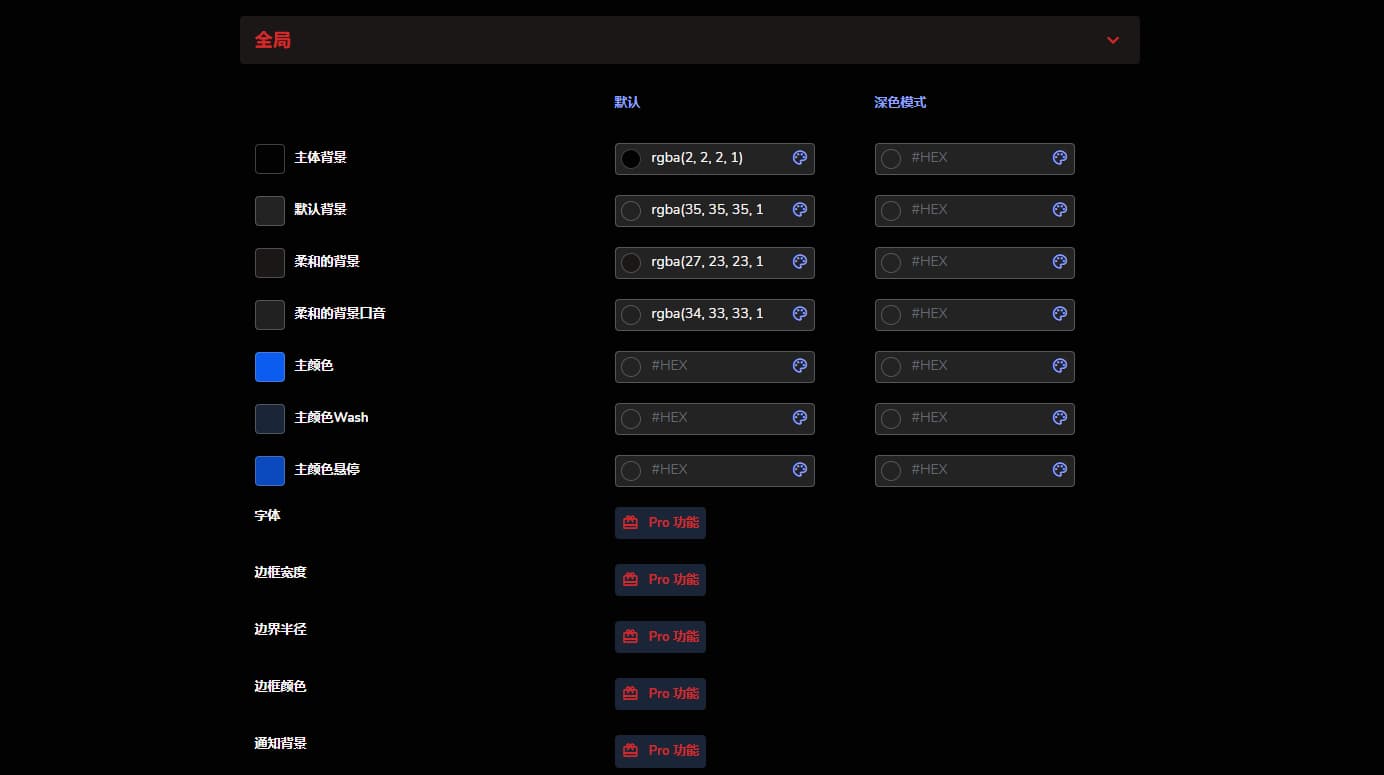 全局
默认 深色模式
主体背景 rgba(2, 2, 2, 1) #HEX
默认背景 rgba(35, 35, 35, 1 #HEX
柔和的背景 rgba(27, 23, 23, 1 #HEX
柔和的背景口音 rgba(34, 33, 33, 1 #HEX
主颜色 #HEX #HEX
主颜色Wash #HEX #HEX
主颜色悬停 #HEX #HEX
字体 Pro 功能
边框宽度 Pro 功能
边界半径 Pro 功能
边框颜色 Pro 功能
通知背景 Pro 功能